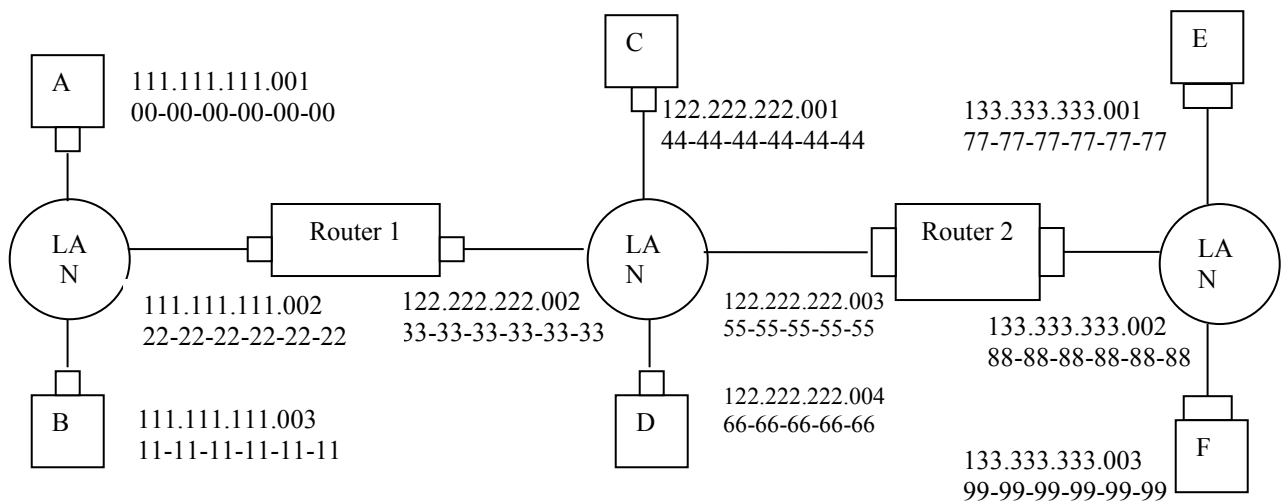 A
111.111.111.001
00-00-00-00-00-00
C
122.222.222.001
44-44-44-44-44-44
E
133.333.333.001
77-77-77-77-77-77
LA
N
Router 1
LA
N
Router 2
LA
N
111.111.111.002
22-22-22-22-22-22
122.222.222.002
33-33-33-33-33-33
122.222.222.003
55-55-55-55-55
133.333.333.002
88-88-88-88-88-88
B
111.111.111.003
11-11-11-11-11-11
D
122.222.222.004
66-66-66-66-66
F
133.333.333.003
99-99-99-99-99-99